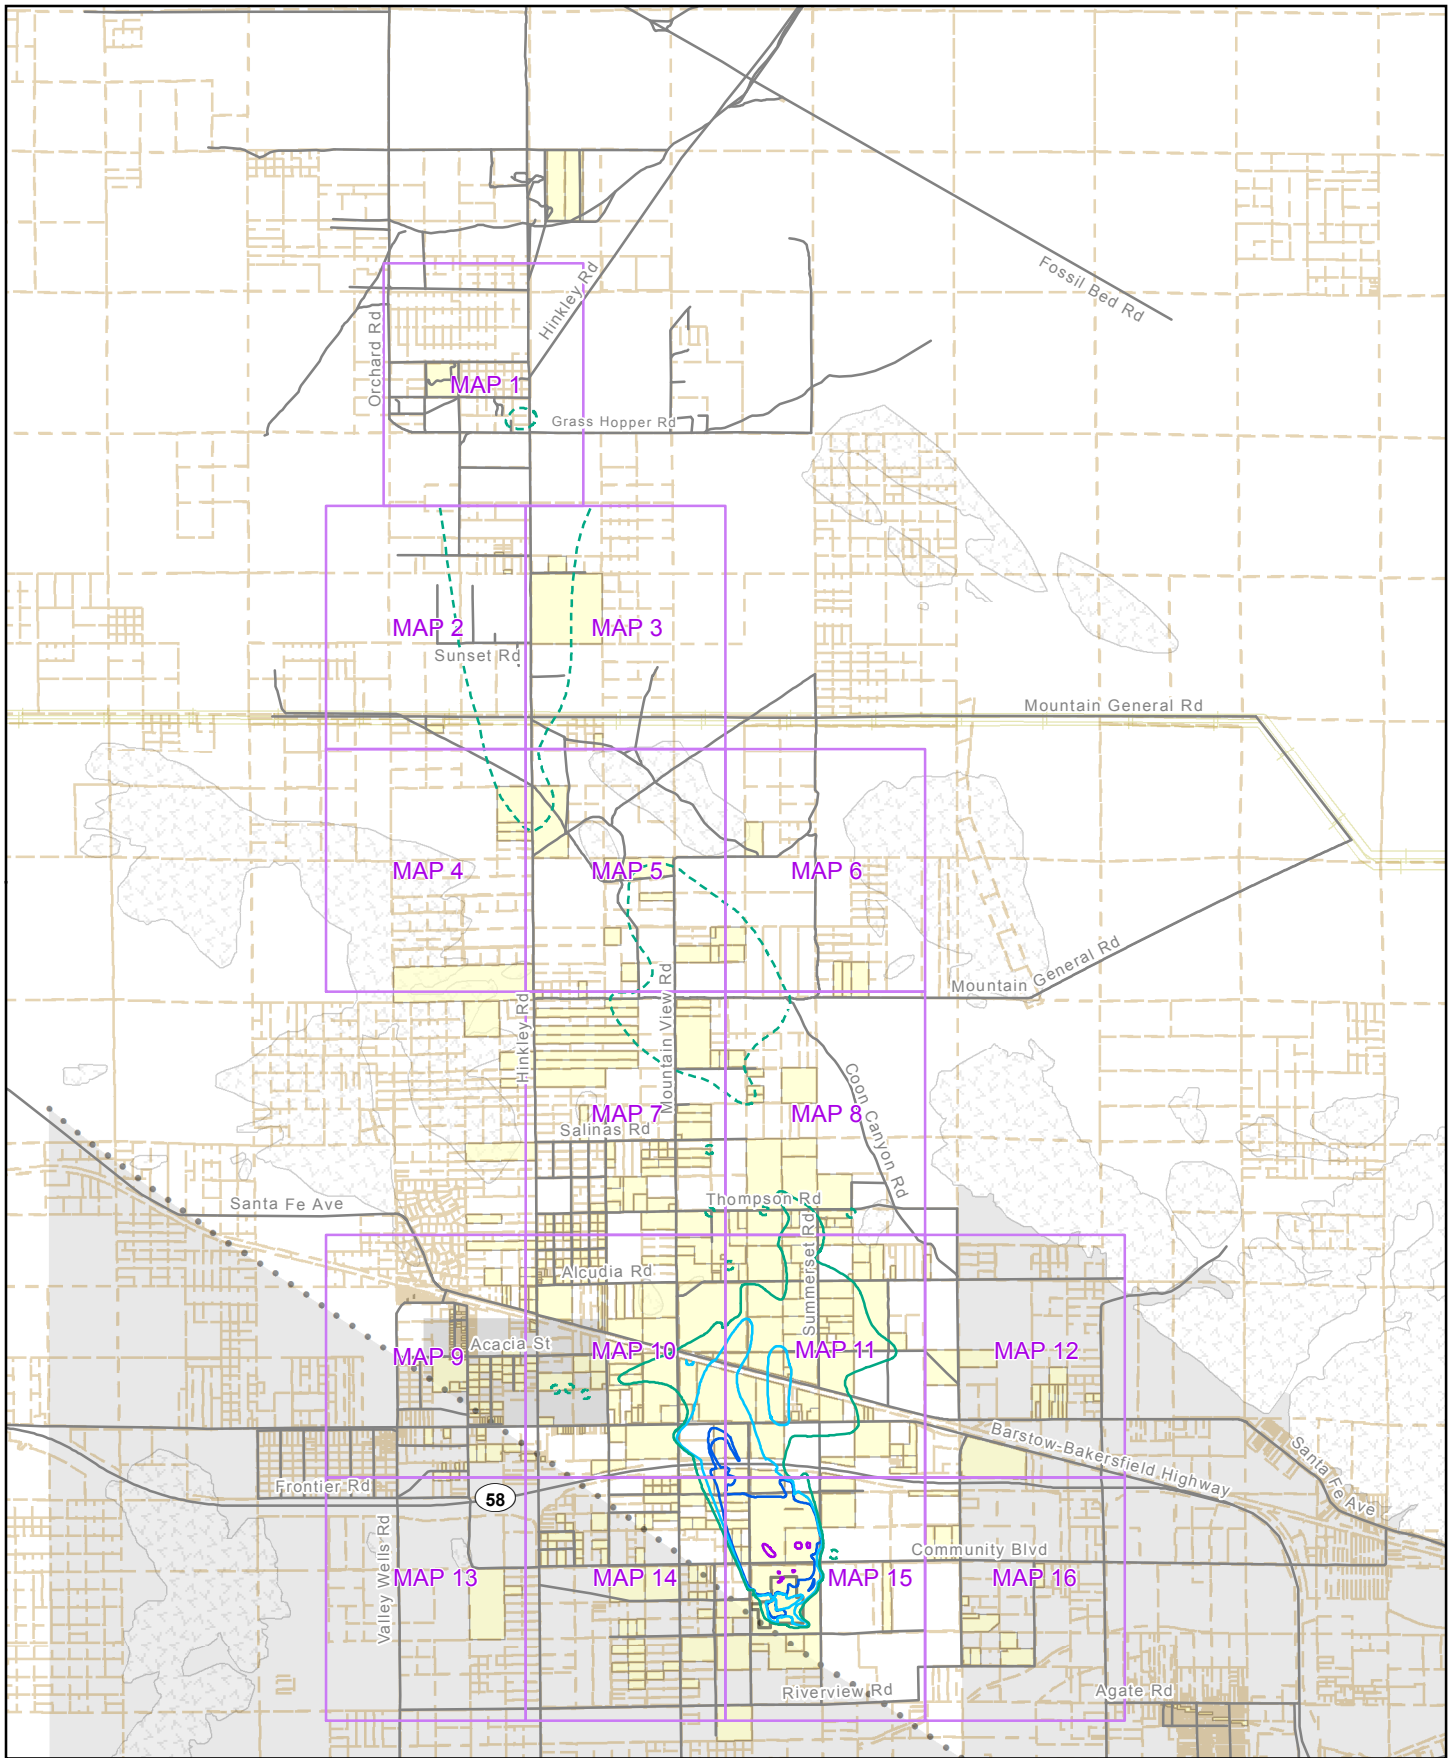 Fossil Bed Rd
Hinkley Rd
Orchard Rd
MAP 1
Grass Hopper Rd
MAP 2
MAP 3
Sunset Rd
Mountain General Rd
MAP 4
MAP 5
MAP 6
Mountain General Rd
Hinkley Rd
Mountain View Rd
Coon Canyon Rd
MAP 7
MAP 8
Salinas Rd
Santa Fe Ave
Thompson Rd
Summerset Rd
Alcudia Rd
Acacia St
MAP 9
MAP 10
MAP 11
MAP 12
Barstow-Bakersfield Highway
Santa Fe Ave
Frontier Rd
58
Valley Wells Rd
Community Blvd
MAP 13
MAP 14
MAP 15
MAP 16
Riverview Rd
Agate Rd